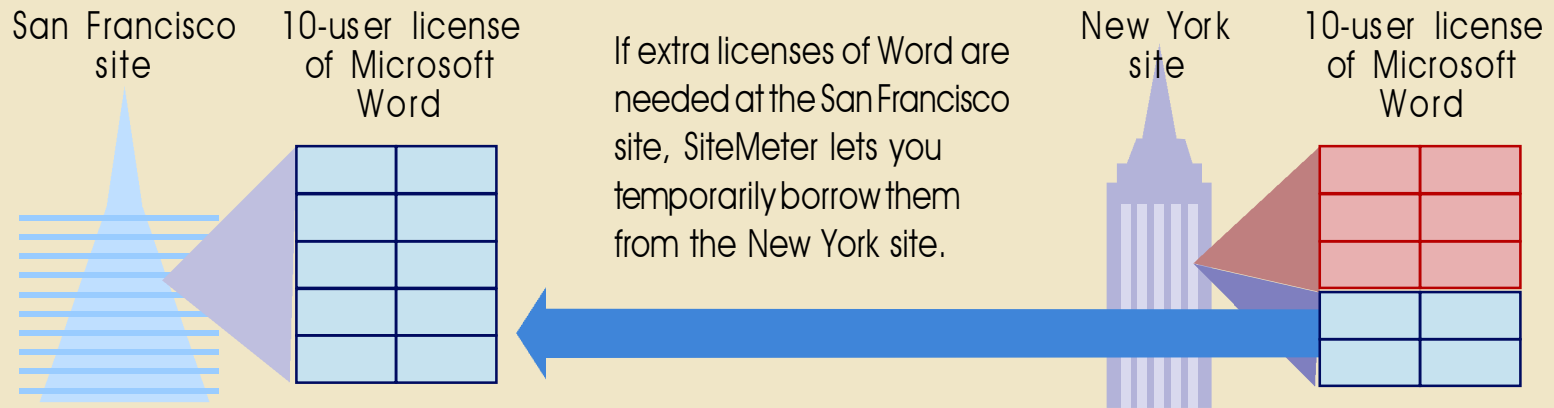 San Francisco
site
10-user license
of Microsoft
Word
If extra licenses of Word are
needed at the San Francisco
site, SiteMeter lets you
temporarily borrow them
from the New York site.
New York
site
10-user license
of Microsoft
Word